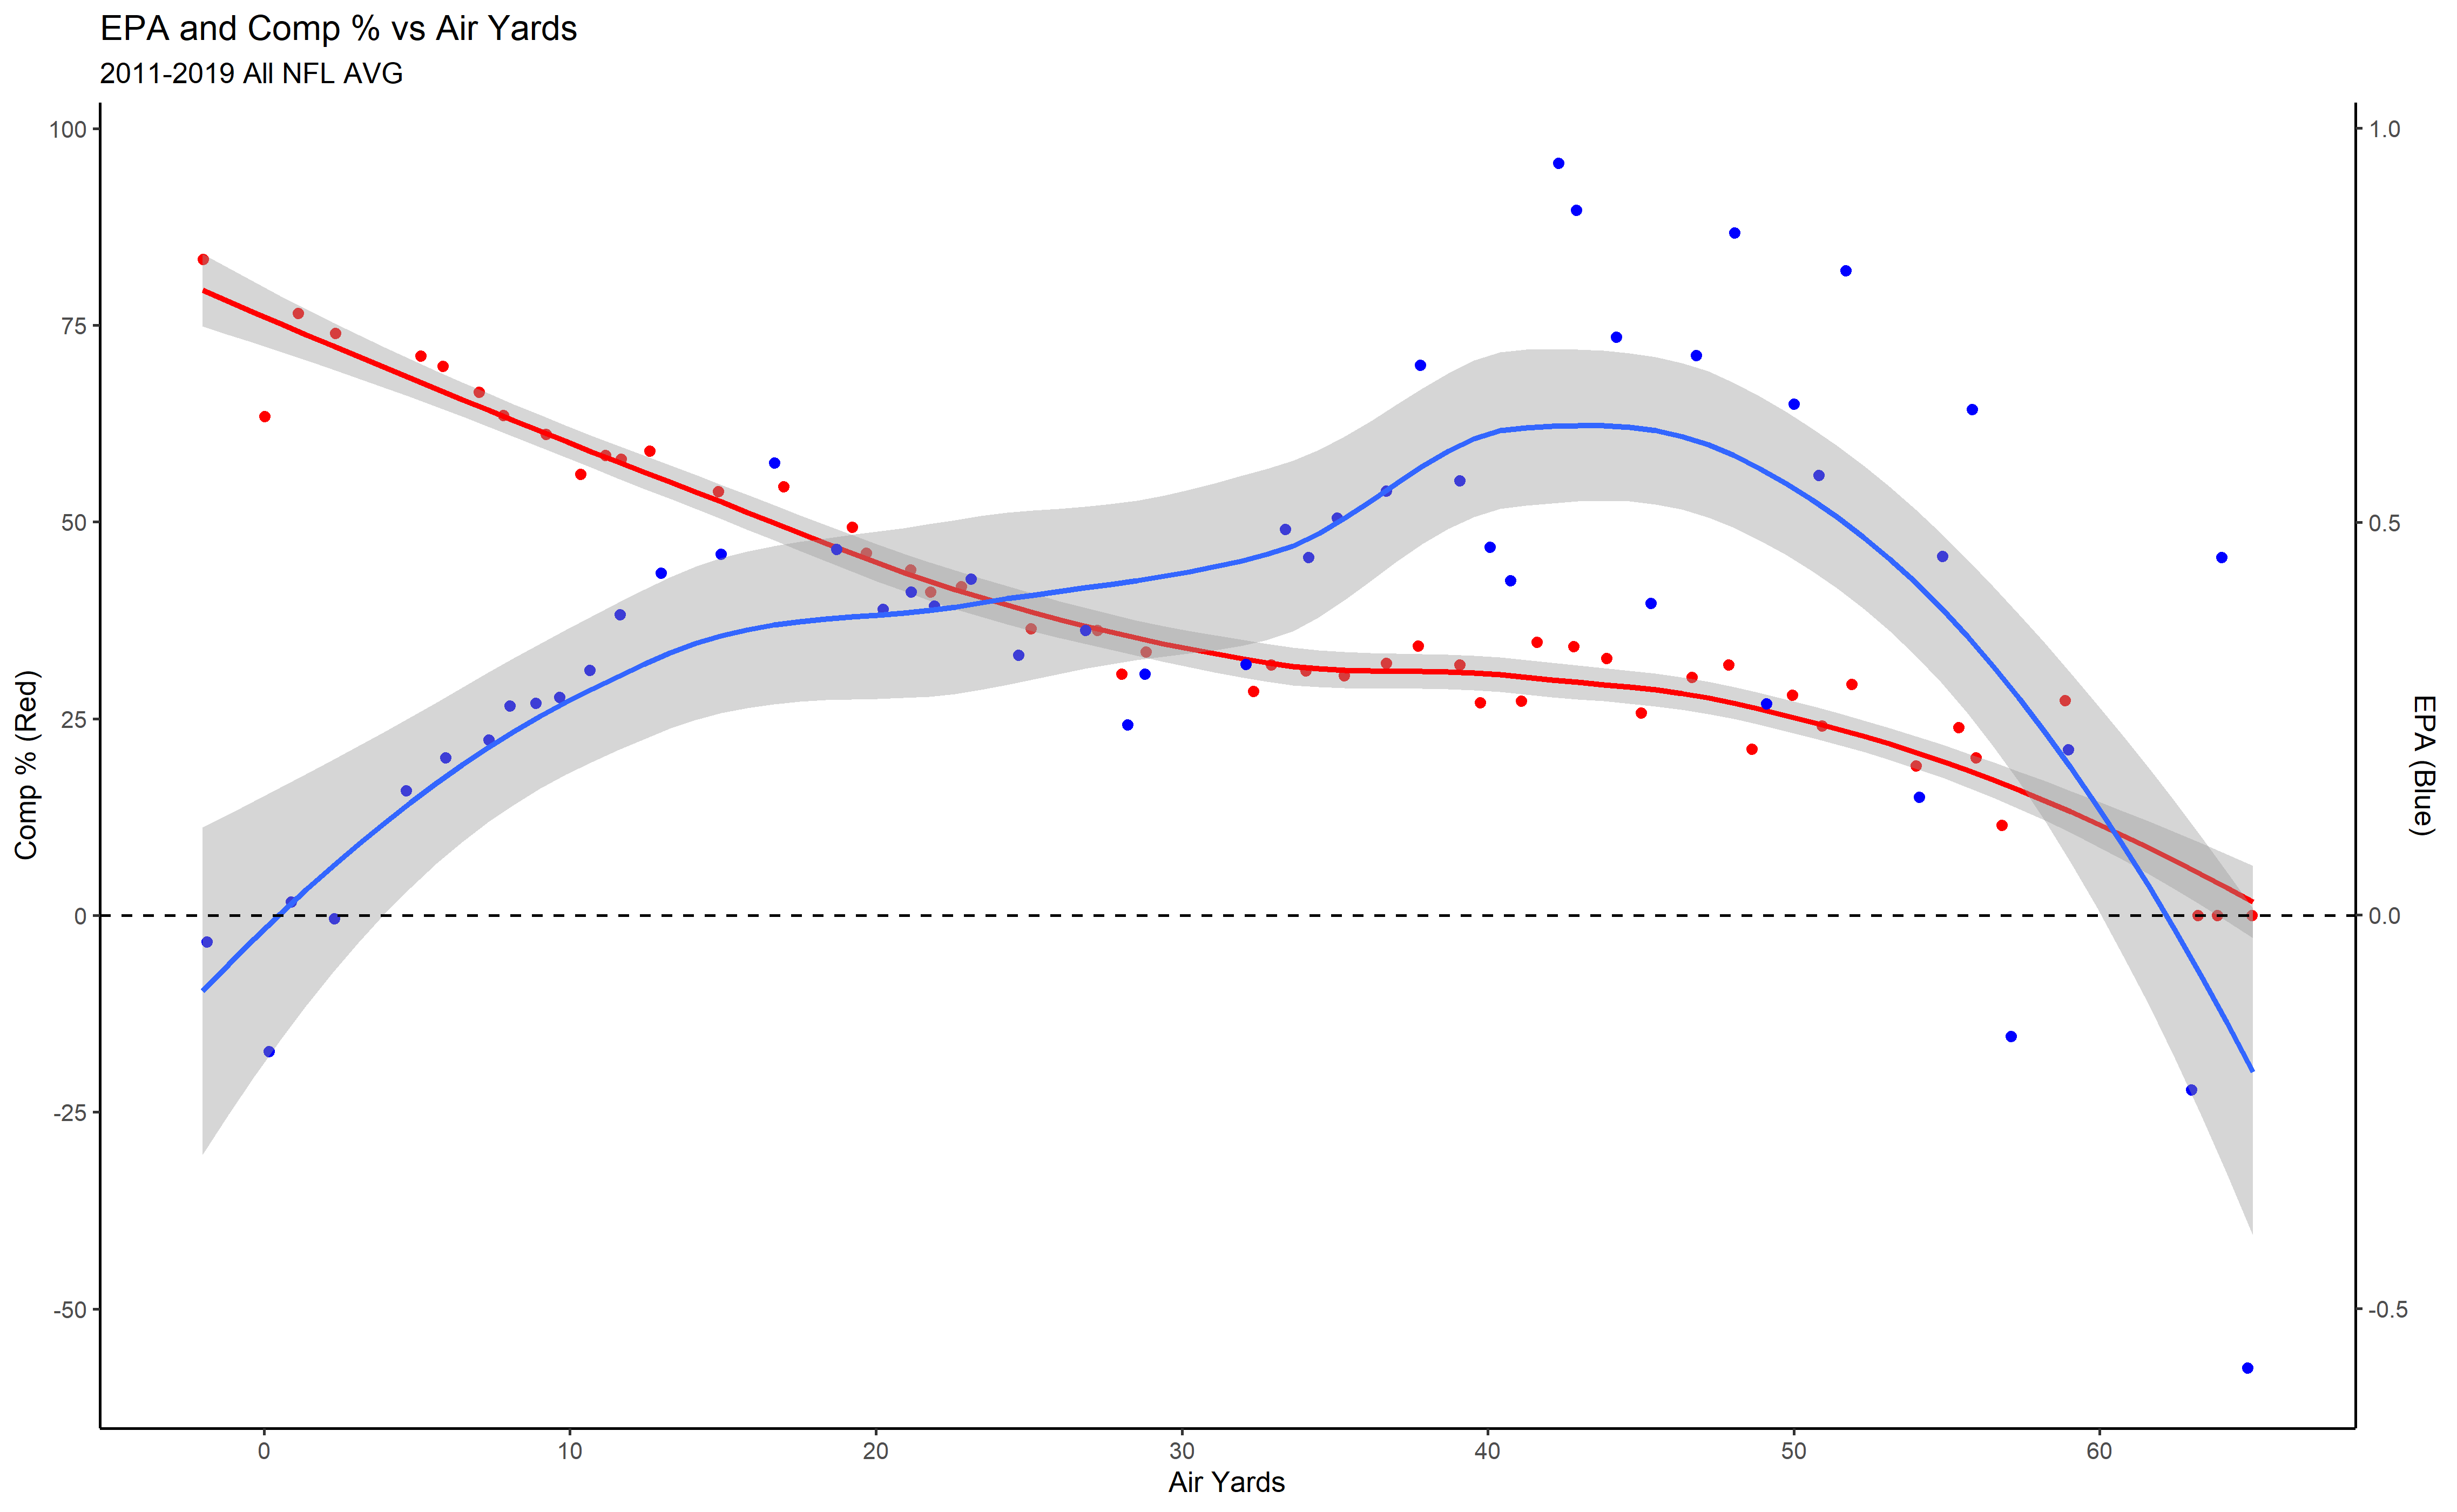 EPA and Comp % vs Air Yards
2011-2019 All NFL AVG
100
75
50
25
0
-25
-50
Comp % (Red)
1.0
0.5
0.0
-0.5
EPA (Blue)
0 10 20 30 40 50 60
Air Yards